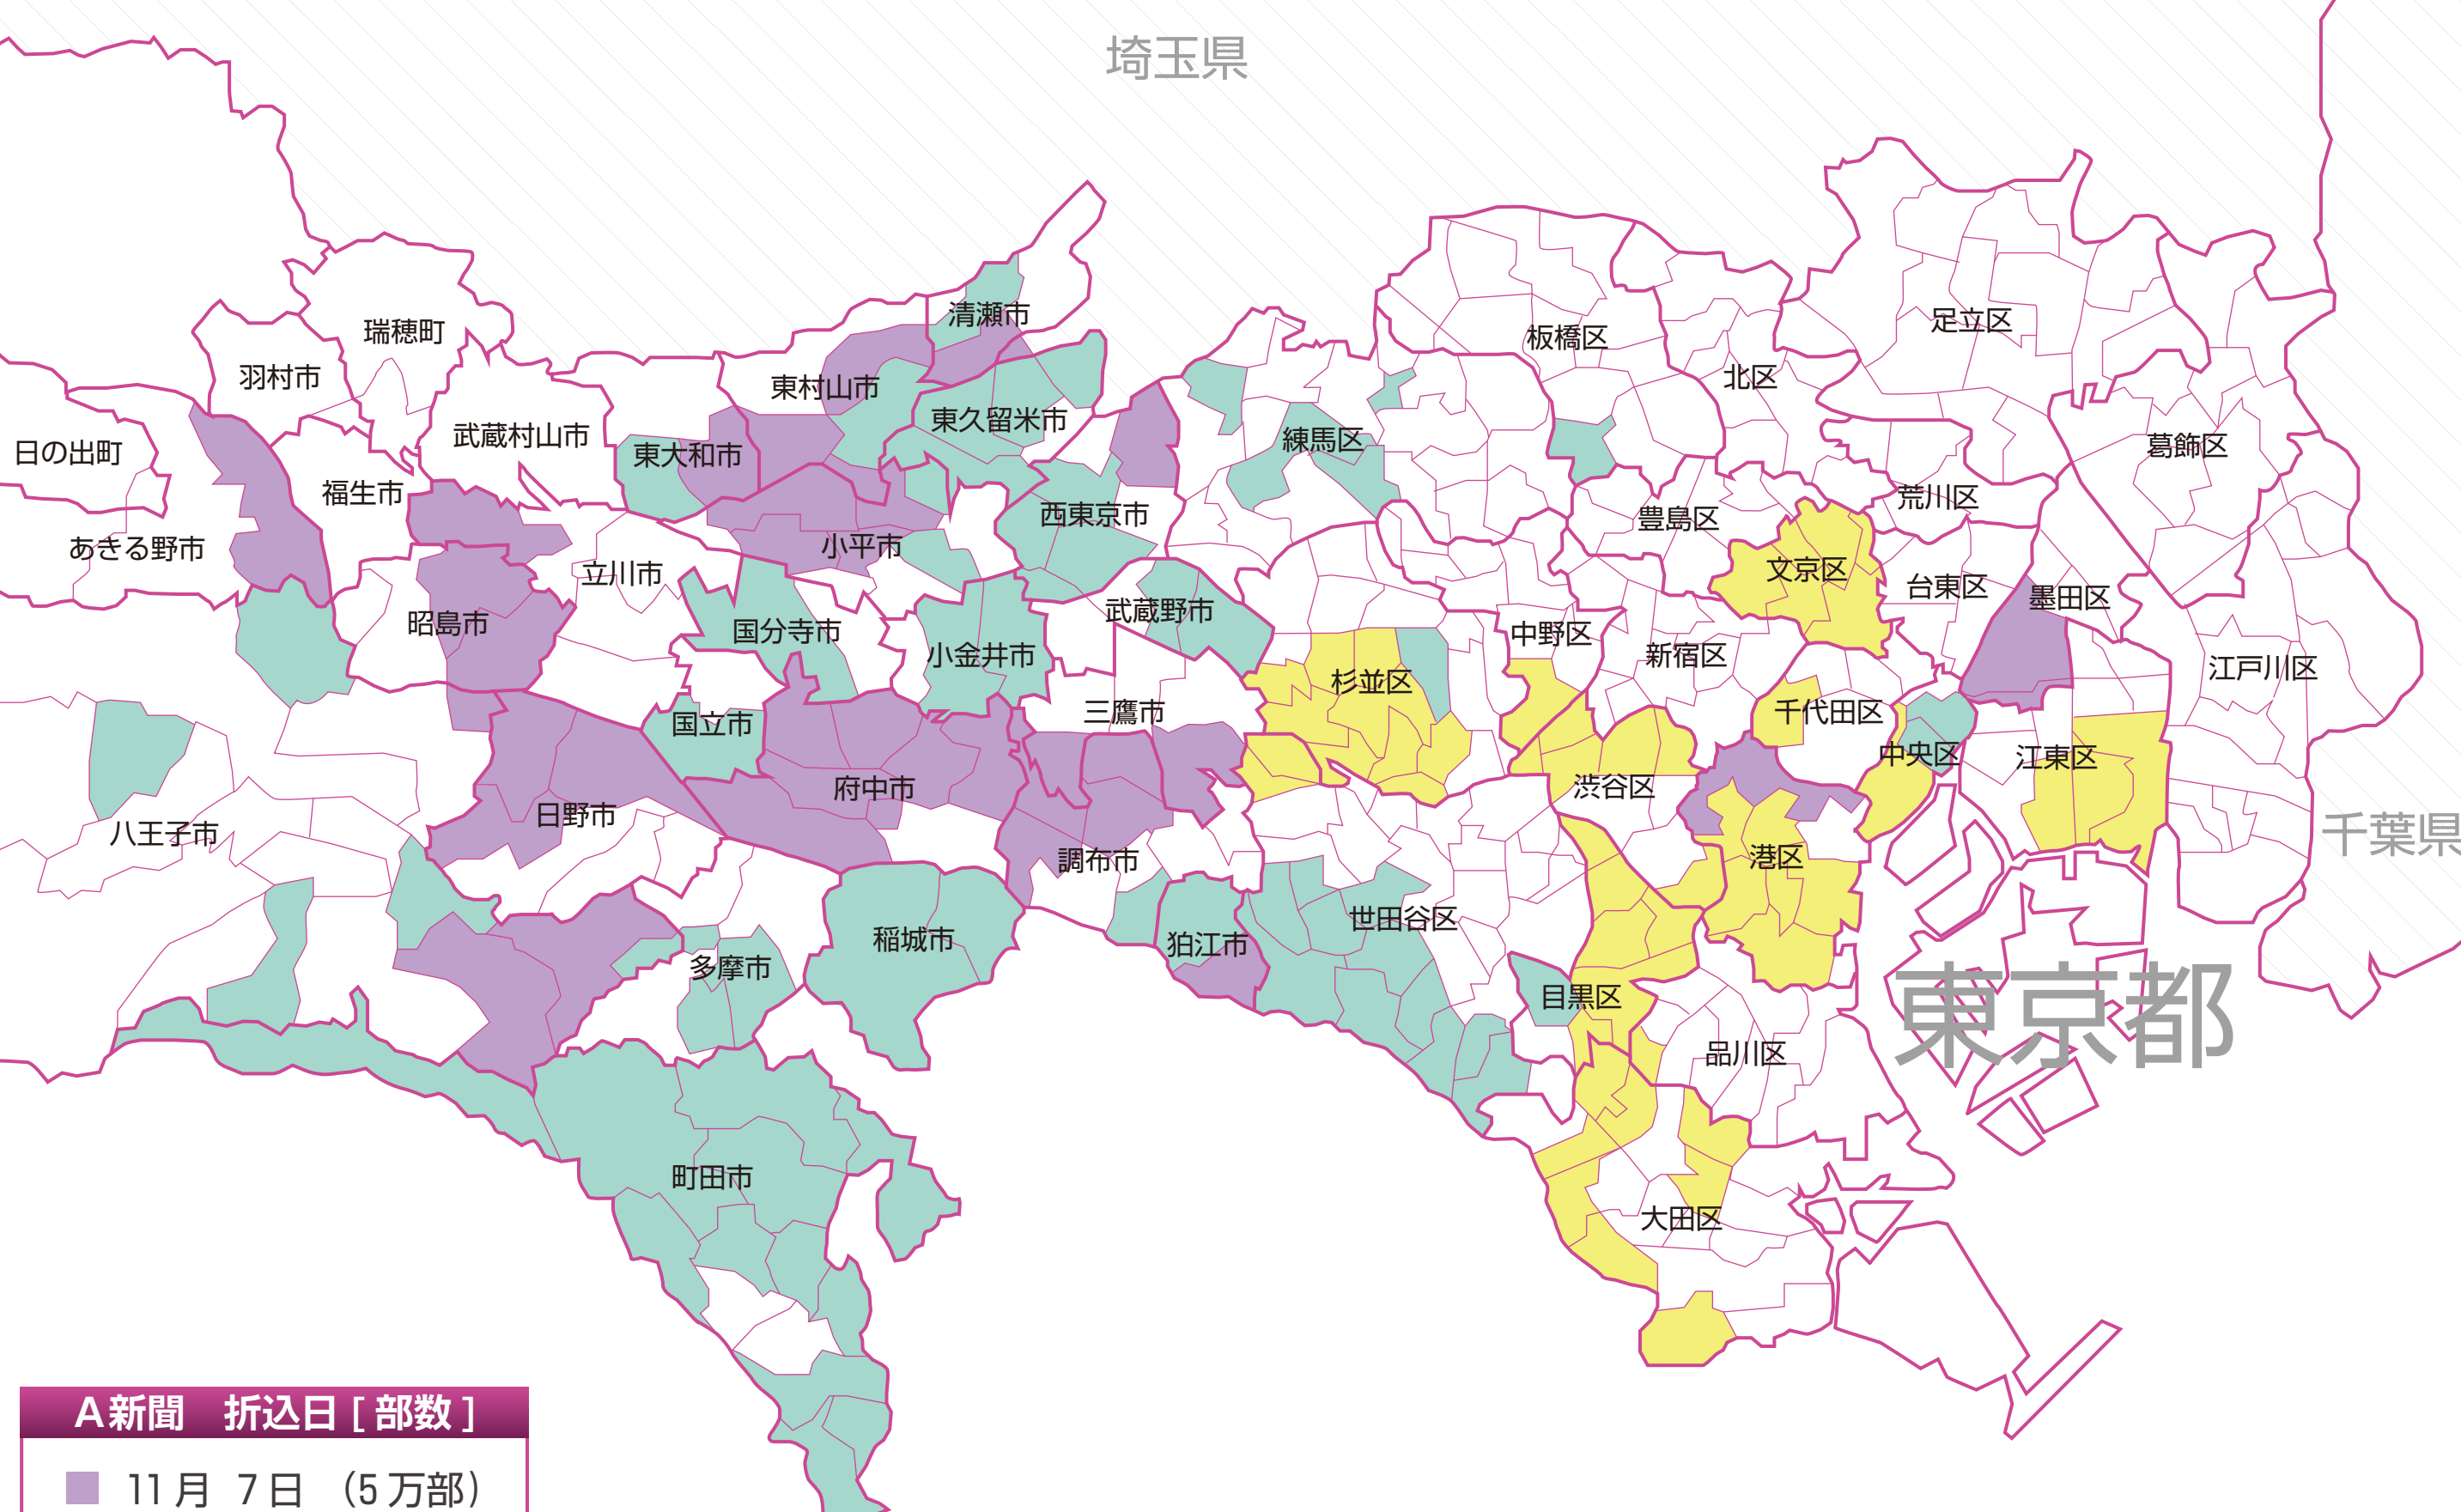 埼玉県
清瀬市
瑞穂町
足立区
板橋区
羽村市
東村山市
北区
東久留米市
武蔵村山市
練馬区
葛飾区
日の出町
東大和市
福生市
荒川区
西東京市
豊島区
あきる野市
小平市
文京区
立川市
台東区
墨田区
武蔵野市
昭島市
国分寺市
中野区
新宿区
小金井市
江戸川区
杉並区
三鷹市
千代田区
国立市
中央区
江東区
府中市
渋谷区
日野市
八王子市
千葉県
調布市
港区
世田谷区
稲城市
狛江市
多摩市
目黒区
東京都
品川区
町田市
大田区
A新聞 折込日[部数]
11月 7日 (5万部)